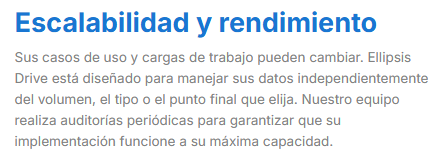 Escalabilidad y rendimiento
Sus casos de uso y cargas de trabajo pueden cambiar. Ellipsis
Drive está diseñado para manejar sus datos independientemente
del volumen, el tipo o el punto final que elija. Nuestro equipo
realiza auditorías periódicas para garantizar que su
implementación funcione a su máxima capacidad.